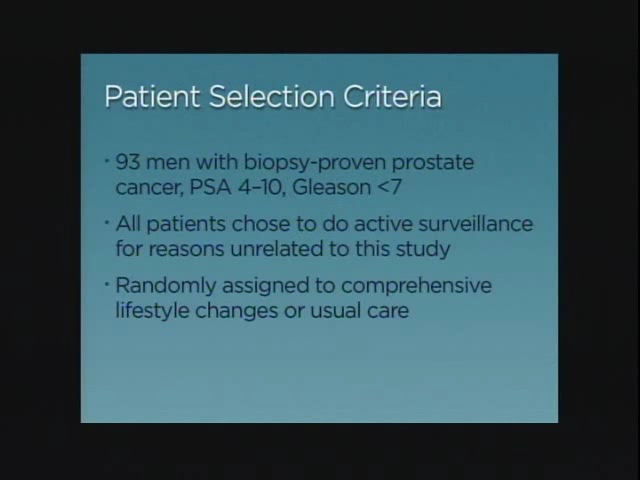 Patient Selection Criteria
· 93 men with biopsy-proven prostate
cancer, PSA 4–10, Gleason <7
· All patients chose to do active surveillance
for reasons unrelated to this study
· Randomly assigned to comprehensive
lifestyle changes or usual care